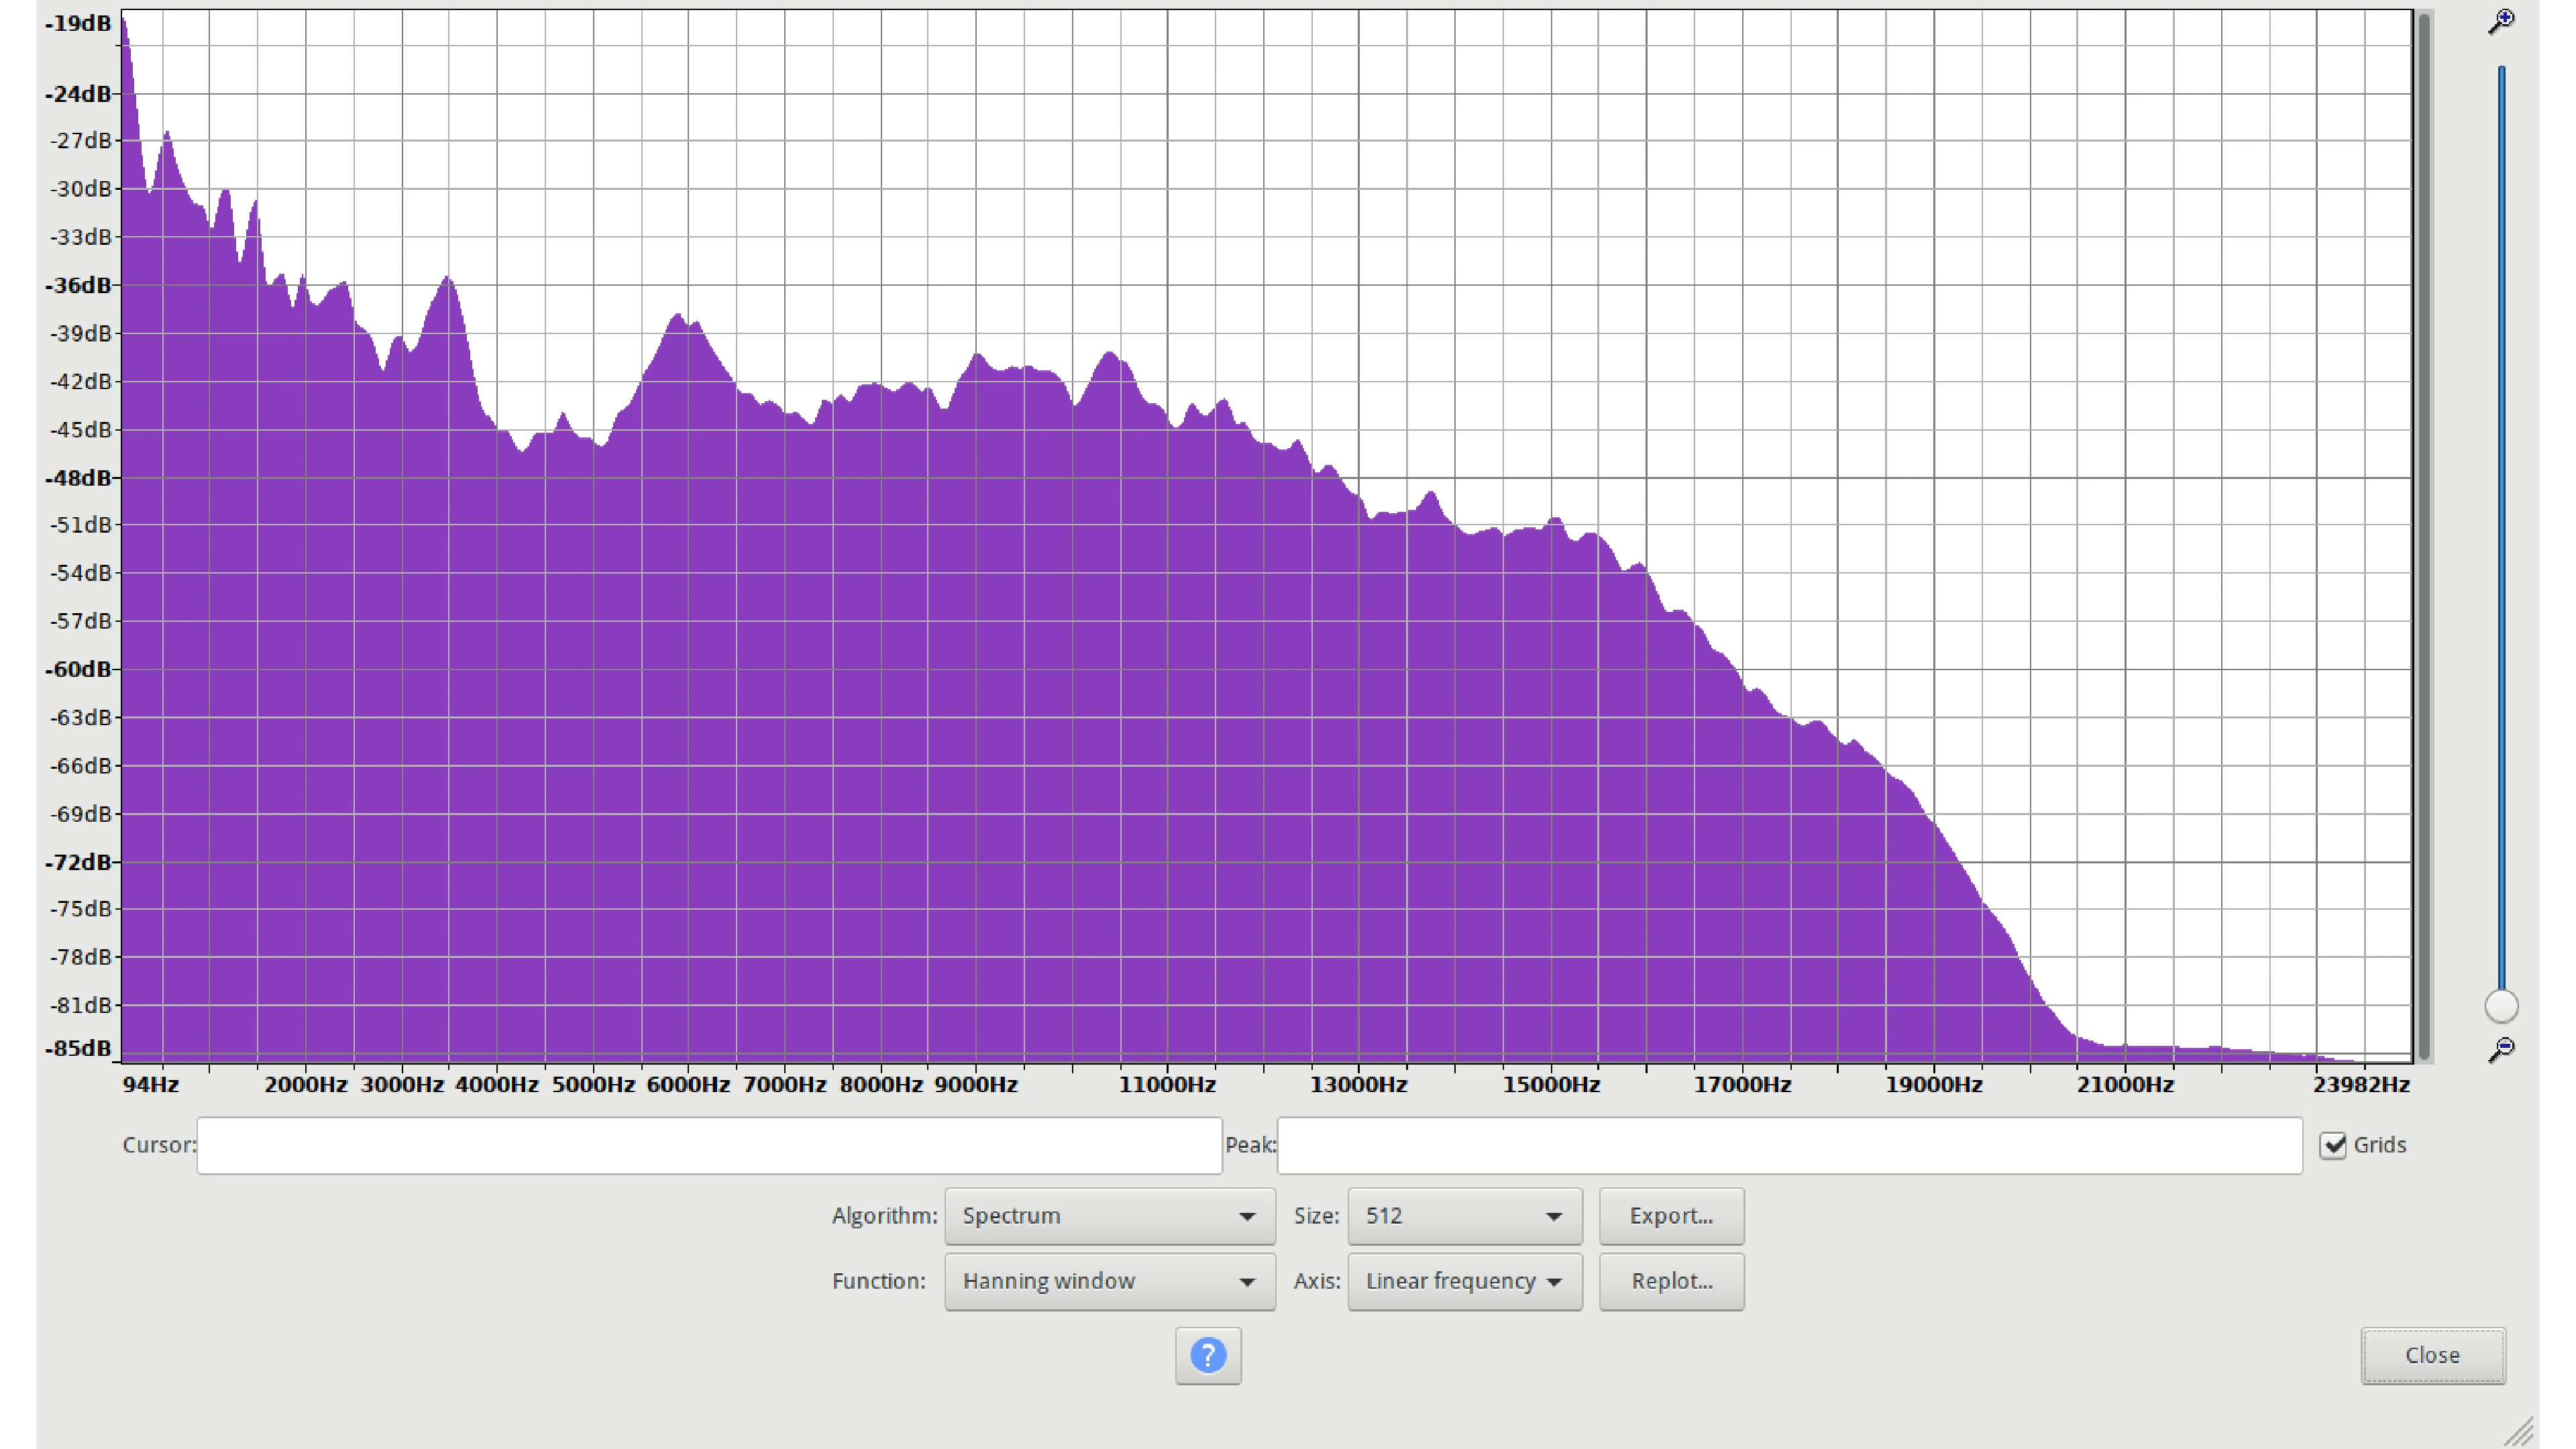 -19dB
-24dB
-27dB
-30dB
-33dB
-36dB
-39dB
-42dB
-45dB
-48dB
-51dB
-54dB
-57dB
-60dB
-63dB
-66dB
-69dB
-72dB
-75dB
-78dB
-81dB
-85dB
94Hz 2000Hz 3000Hz 4000Hz 5000Hz 6000Hz 7000Hz 8000Hz 9000Hz 11000Hz 13000Hz 15000Hz 17000Hz 19000Hz 21000Hz 23982Hz
Cursor: Peak: Grids
Algorithm: Spectrum Size: 512 Export...
Function: Hanning window Axis: Linear frequency Replot...
?
Close